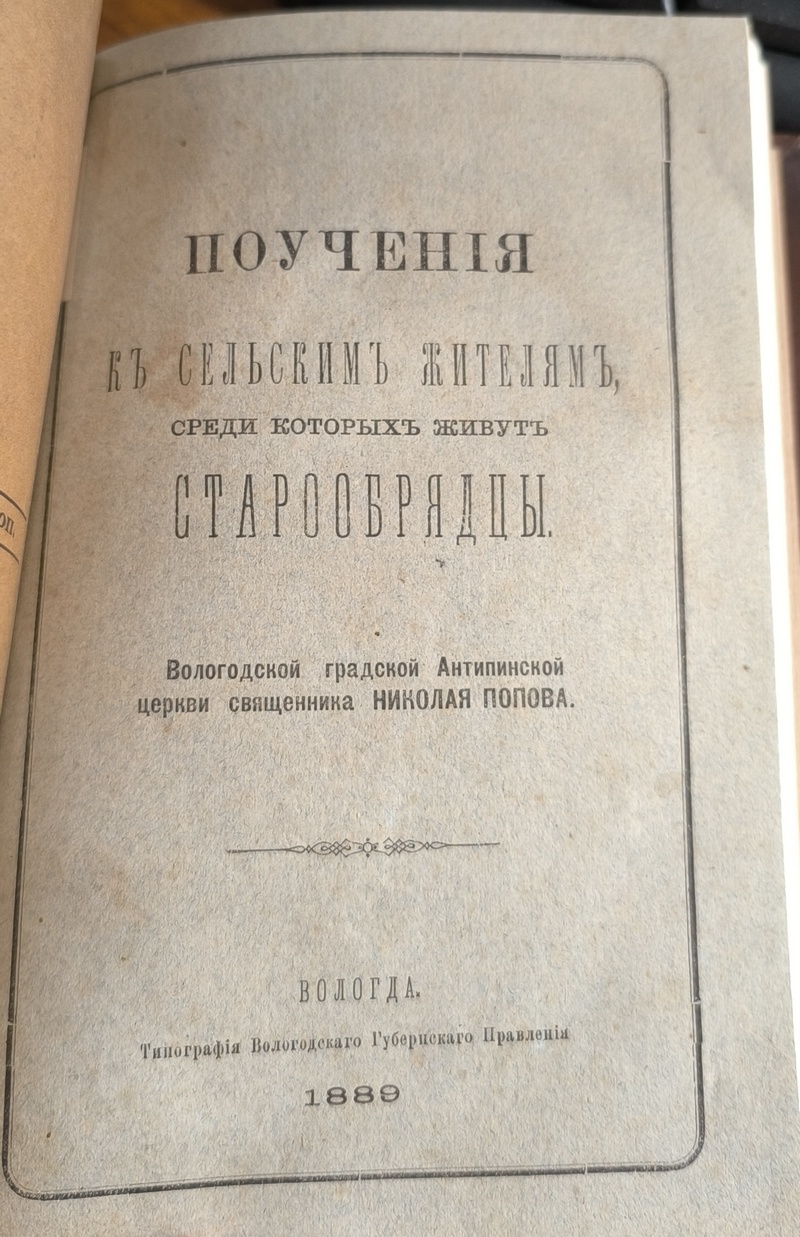 ПОУЧЕНІЯ
КЪ СЕЛЬСКИМЪ ЖИТЕЛЯМЪ,
СРЕДИ КОТОРЫХЪ ЖИВУТЪ
СТАРООБРЯДЦЫ.
Вологодской градской Антипинской
церкви священника НИКОЛАЯ ПОПОВА.
ВОЛОГДА.
Типографія Вологодскаго Губернскаго Правленія
1889